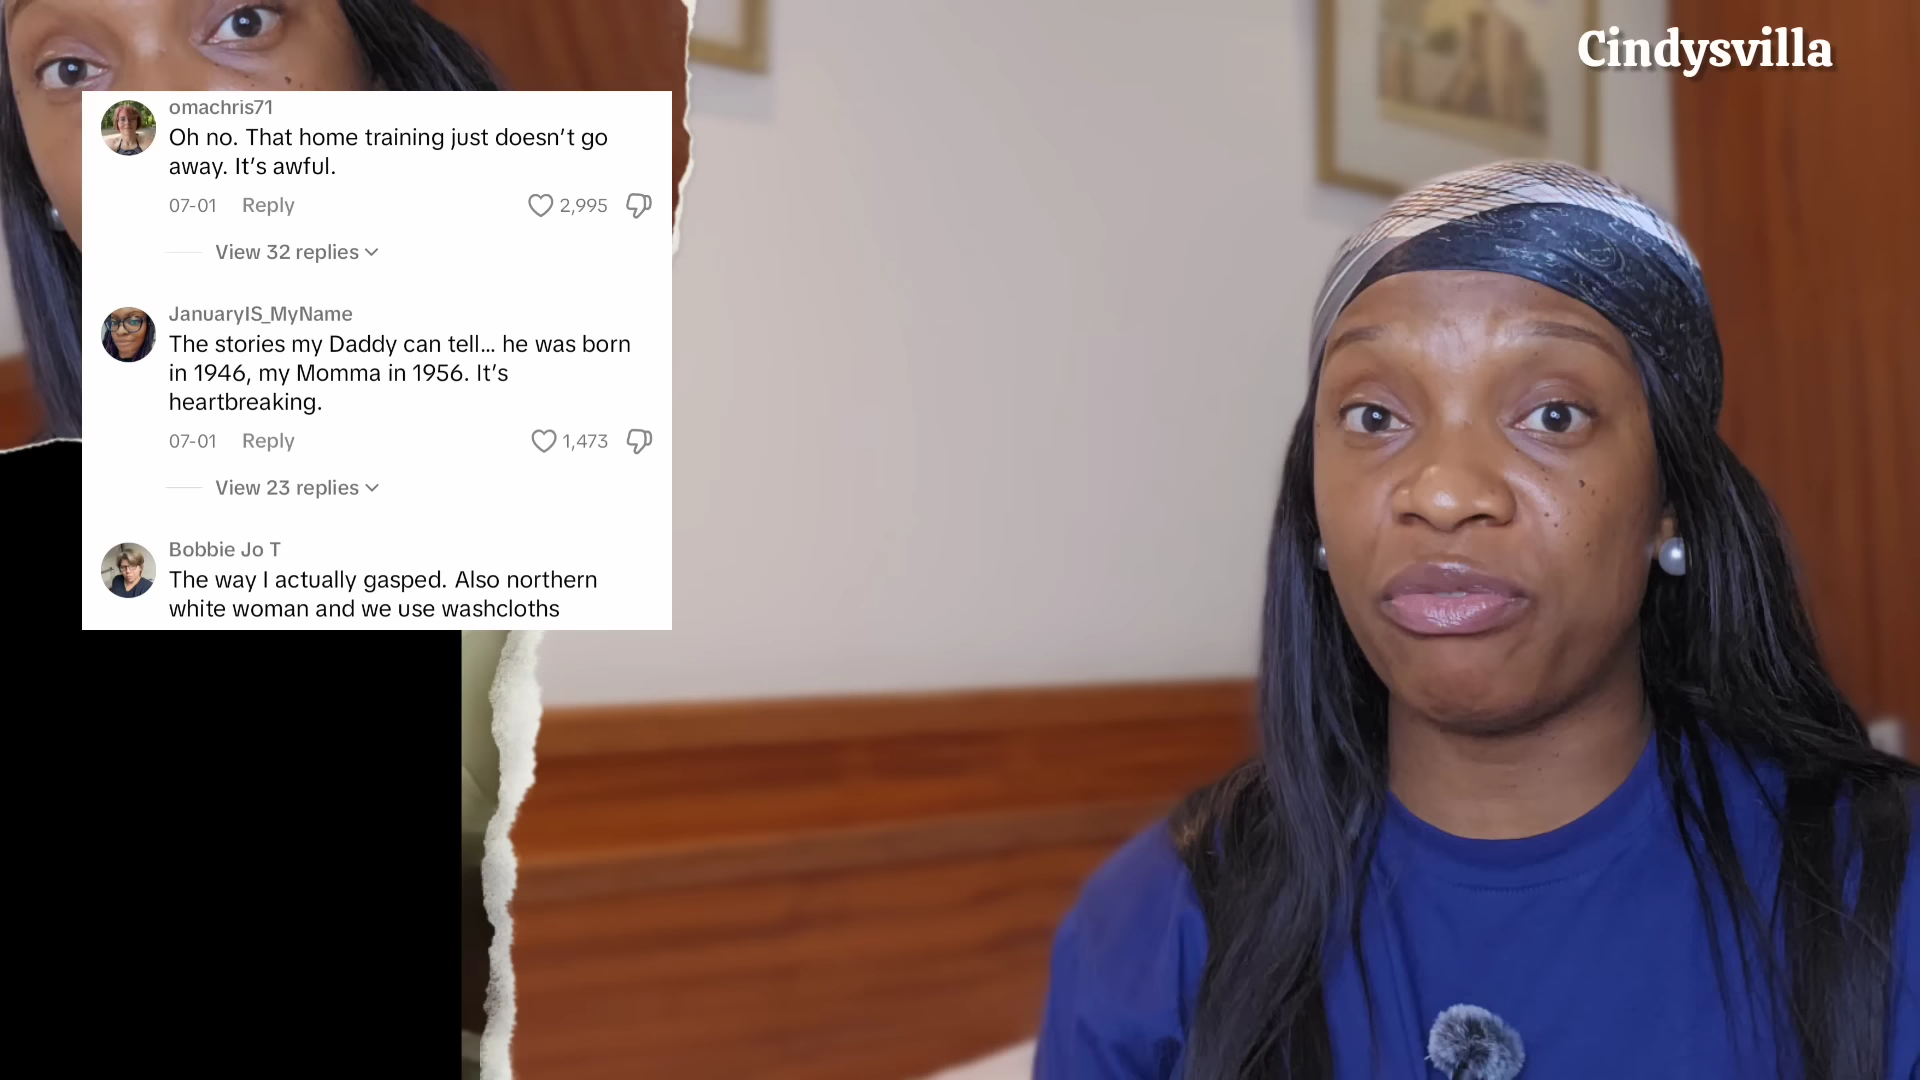 Cindysvilla
omachris71
Oh no. That home training just doesn't go
away. It's awful.
07-01 Reply 2,995
View 32 replies
JanuaryIS_MyName
The stories my Daddy can tell... he was born
in 1946, my Momma in 1956. It's
heartbreaking.
07-01 Reply 1,473
View 23 replies
Bobbie Jo T
The way I actually gasped. Also northern
white woman and we use washcloths